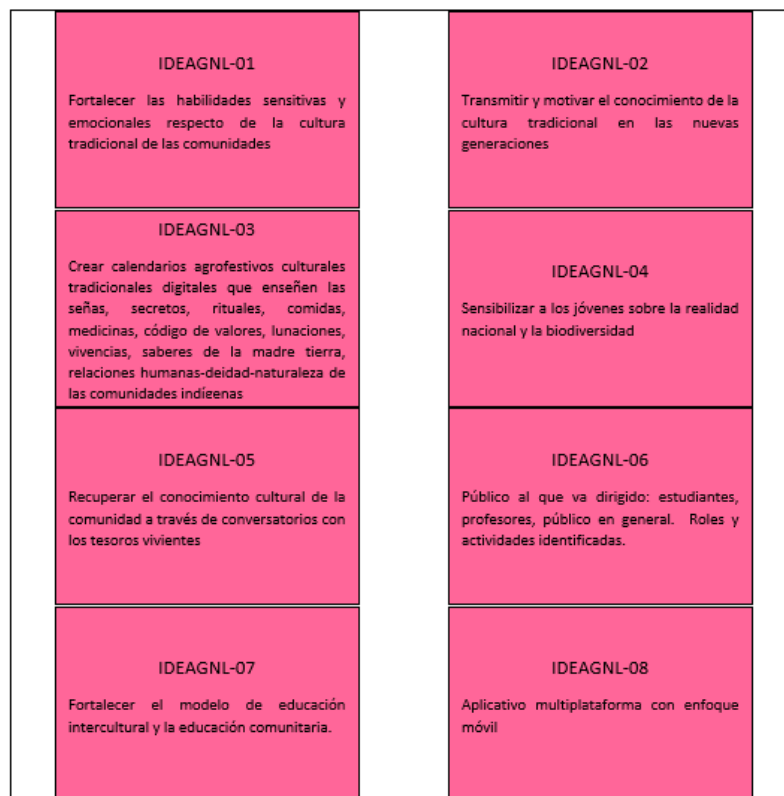 IDEAGNL-01
Fortalecer las habilidades sensitivas y
emocionales respecto de la cultura
tradicional de las comunidades
IDEAGNL-02
Transmitir y motivar el conocimiento de la
cultura tradicional en las nuevas
generaciones
IDEAGNL-03
Crear calendarios agrofestivos culturales
tradicionales digitales que enseñen las
señas, secretos, rituales, comidas,
medicinas, código de valores, lunaciones,
vivencias, saberes de la madre tierra,
relaciones humanas-deidad-naturaleza de
las comunidades indígenas
IDEAGNL-04
Sensibilizar a los jóvenes sobre la realidad
nacional y la biodiversidad
IDEAGNL-05
Recuperar el conocimiento cultural de la
comunidad a través de conversatorios con
los tesoros vivientes
IDEAGNL-06
Público al que va dirigido: estudiantes,
profesores, público en general. Roles y
actividades identificadas.
IDEAGNL-07
Fortalecer el modelo de educación
intercultural y la educación comunitaria.
IDEAGNL-08
Aplicativo multiplataforma con enfoque
móvil